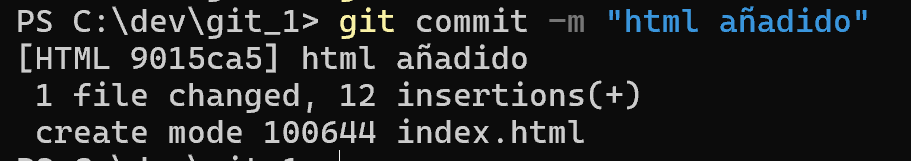 PS C:\dev\git_1> git commit -m "html añadido"
[HTML 9015ca5] html añadido
 1 file changed, 12 insertions(+)
 create mode 100644 index.html